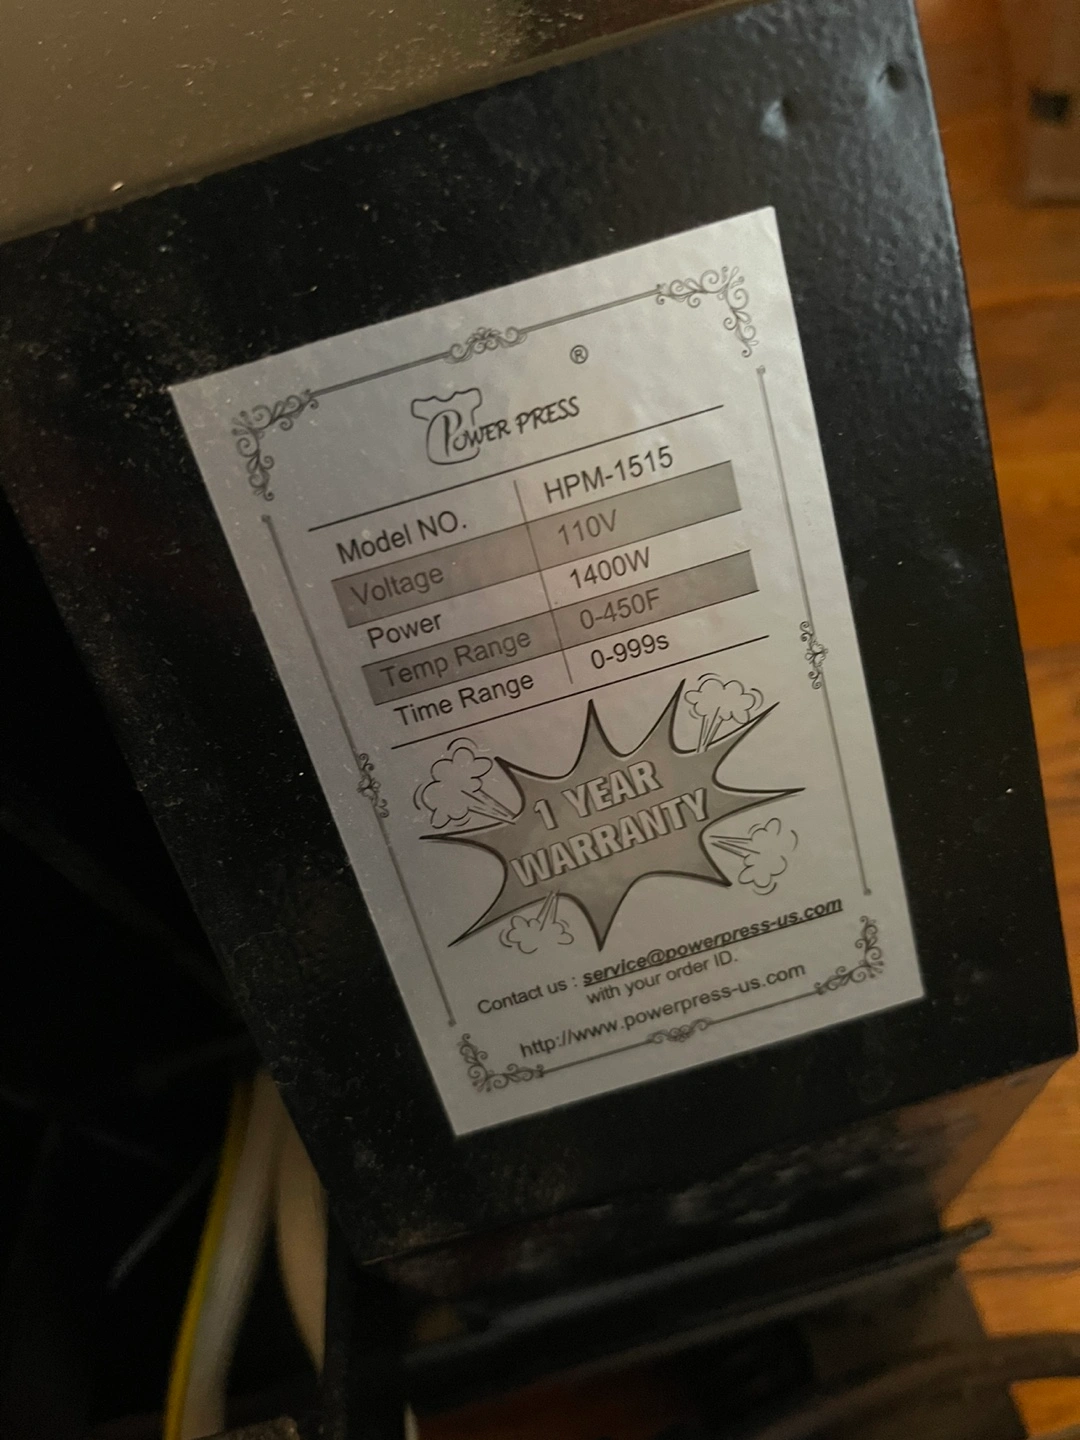 ®
POWER PRESS
Model NO. HPM-1515
Voltage 110V
Power 1400W
Temp Range 0-450F
Time Range 0-999s
1 YEAR
WARRANTY
Contact us : service@powerpress-us.com
with your order ID.
http://www.powerpress-us.com